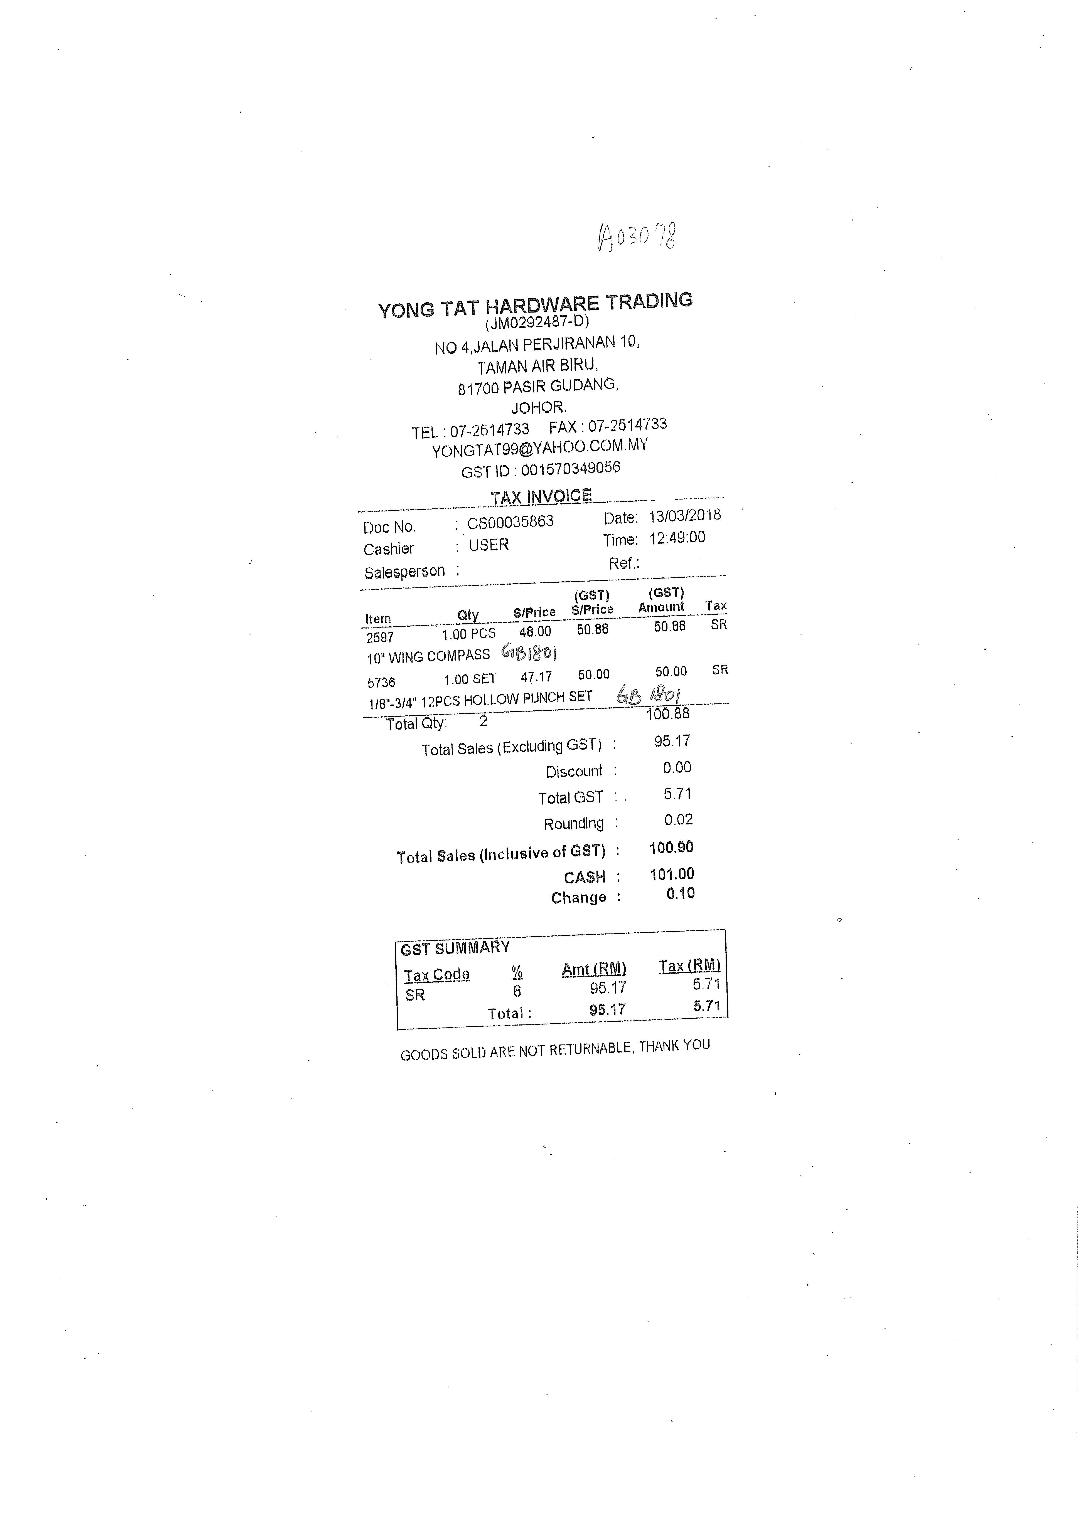 A03078
YONG TAT HARDWARE TRADING
(JM0292487-D)
NO 4,JALAN PERJIRANAN 10,
TAMAN AIR BIRU,
81700 PASIR GUDANG,
JOHOR.
TEL : 07-2514733 FAX : 07-2514733
YONGTAT99@YAHOO.COM.MY
GST ID : 001570349056
TAX INVOICE
Doc No. : CS00035863 Date: 13/03/2018
Cashier : USER Time: 12:49:00
Salesperson : Ref.:
(GST) (GST)
Item Qty S/Price S/Price Amount Tax
2587 1.00 PCS 48.00 50.88 50.88 SR
10" WING COMPASS GB1801
5736 1.00 SET 47.17 50.00 50.00 SR
1/8"-3/4" 12PCS HOLLOW PUNCH SET GB 1801
Total Qty: 2 100.88
Total Sales (Excluding GST) : 95.17
Discount : 0.00
Total GST : 5.71
Rounding : 0.02
Total Sales (Inclusive of GST) : 100.90
CASH : 101.00
Change : 0.10
GST SUMMARY
Tax Code % Amt (RM) Tax (RM)
SR 6 95.17 5.71
Total : 95.17 5.71
GOODS SOLD ARE NOT RETURNABLE, THANK YOU